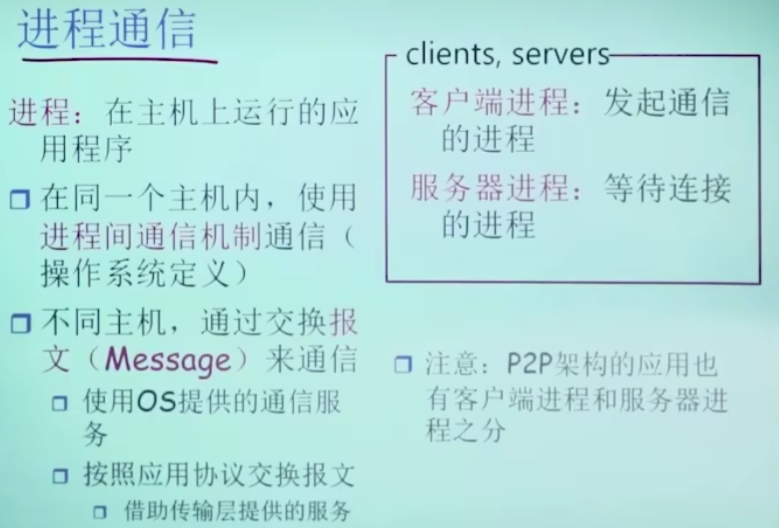 进程通信
进程：在主机上运行的应
用程序
在同一个主机内，使用
进程间通信机制通信（
操作系统定义）
不同主机，通过交换报
文（Message）来通信
使用OS提供的通信服
务
按照应用协议交换报文
借助传输层提供的服务
clients, servers
客户端进程：发起通信
的进程
服务器进程：等待连接
的进程
注意：P2P架构的应用也
有客户端进程和服务器进
程之分